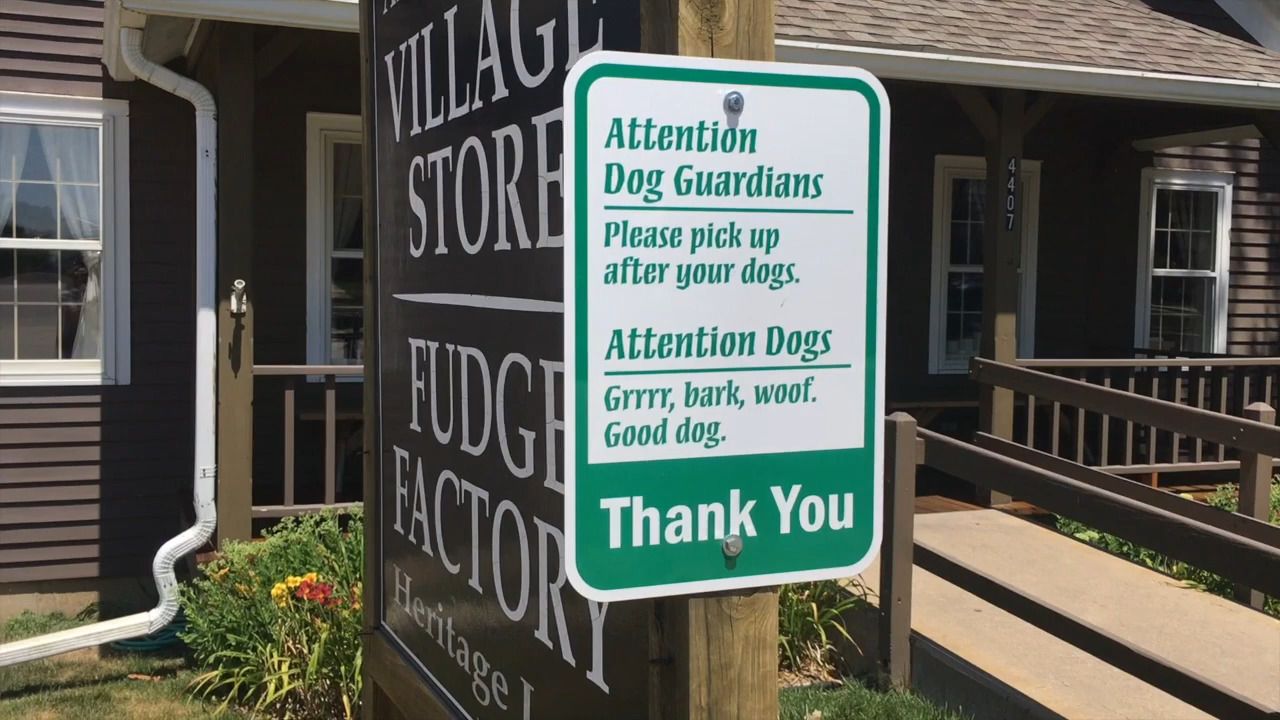 VILLAGE
STORE
FUDGE
FACTORY
Heritage
Attention
Dog Guardians
Please pick up
after your dogs.
Attention Dogs
Grrrr, bark, woof.
Good dog.
Thank You
4407